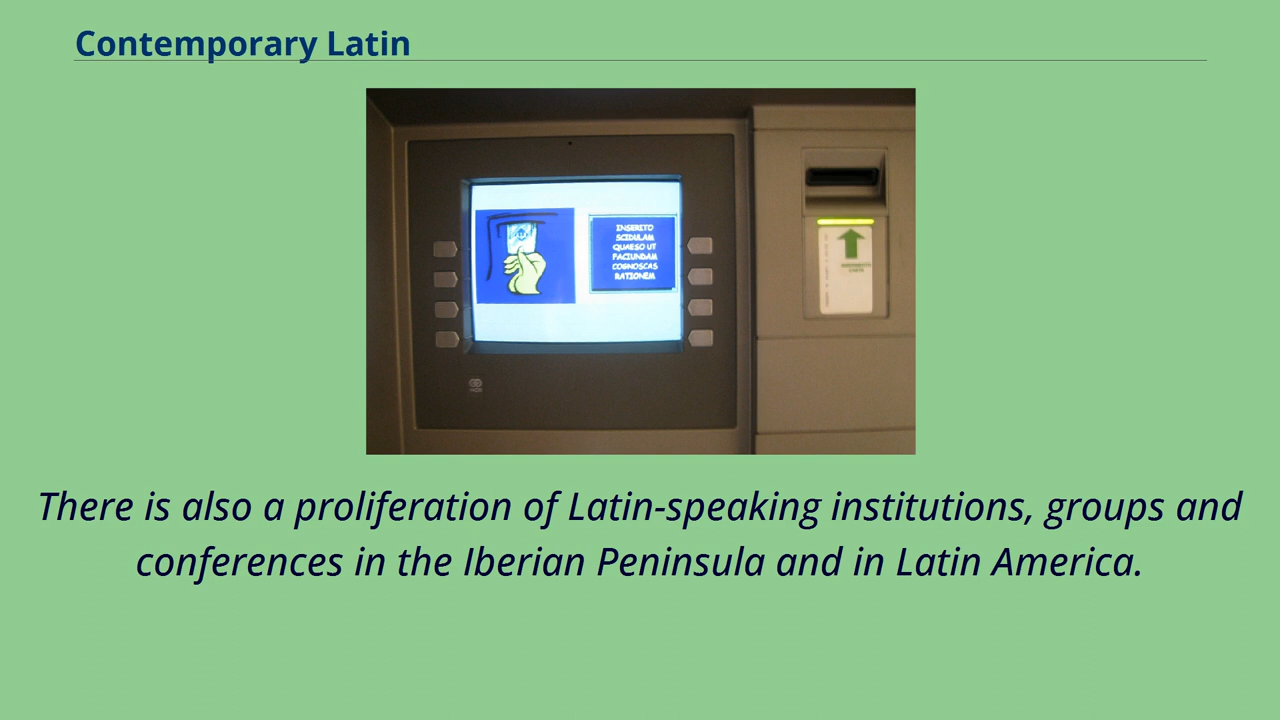 Contemporary Latin
INSERITO
SCIDULAM
QUAESO UT
FACIUNDAM
COGNOSCAS
RATIONEM
There is also a proliferation of Latin-speaking institutions, groups and
conferences in the Iberian Peninsula and in Latin America.